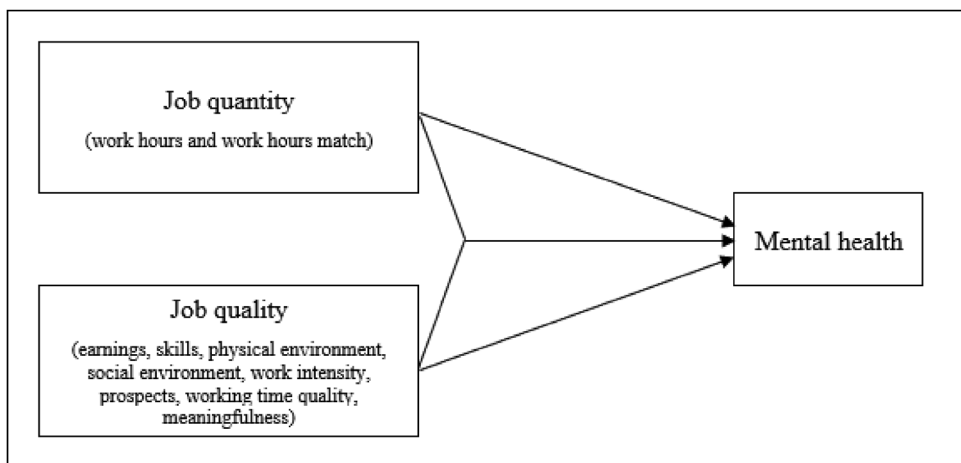 Job quantity
(work hours and work hours match)
Mental health
Job quality
(earnings, skills, physical environment,
social environment, work intensity,
prospects, working time quality,
meaningfulness)